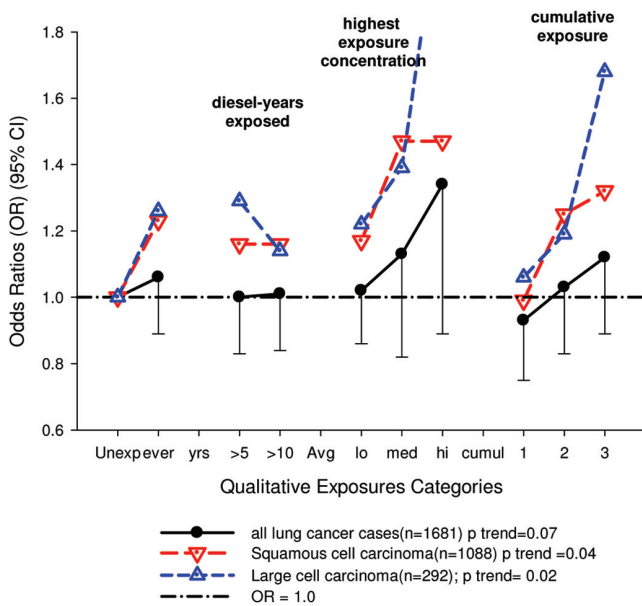 highest
exposure
concentration
cumulative
exposure
diesel-years
exposed
Odds Ratios (OR) (95% CI)
1.8
1.6
1.4
1.2
1.0
0.8
0.6
Unexp ever yrs >5 >10 Avg lo med hi cumul 1 2 3
Qualitative Exposures Categories
all lung cancer cases(n=1681) p trend=0.07
Squamous cell carcinoma(n=1088) p trend =0.04
Large cell carcinoma(n=292); p trend= 0.02
OR = 1.0